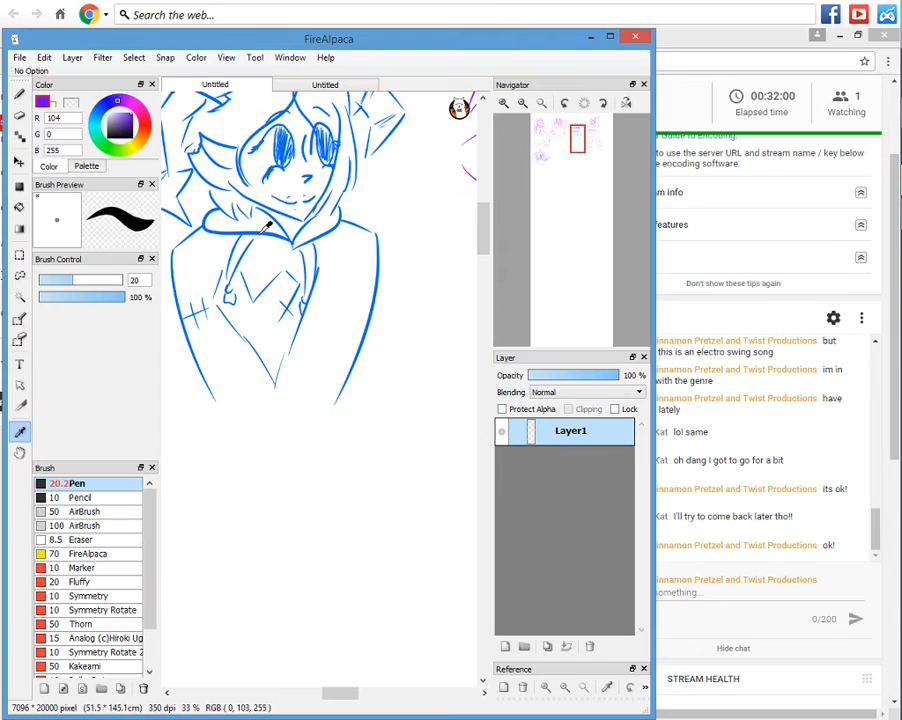 Search the web...
FireAlpaca
File Edit Layer Filter Select Snap Color View Tool Window Help
No Option
Color
R 104
G 0
B 255
Color Palette
Brush Preview
Brush Control
20
100 %
Brush
20.2 Pen
10 Pencil
50 AirBrush
100 AirBrush
8.5 Eraser
70 FireAlpaca
10 Marker
20 Fluffy
10 Symmetry
10 Symmetry Rotate
50 Thorn
15 Analog (c)Hiroki Ug
10 Symmetry Rotate 2
50 Kakeami
Untitled
Untitled
Navigator
Layer
Opacity 100 %
Blending Normal
Protect Alpha Clipping Lock
Layer1
Reference
7096 * 20000 pixel (51.5 * 145.1cm) 350 dpi 33 % RGB ( 0, 103, 255 )
00:32:00
Elapsed time
1
Watching
Guide to Encoding.
to use the server URL and stream name / key below
e encoding software.
am info
features
Don't show these tips again
innamon Pretzel and Twist Productions but
this is an electro swing song
innamon Pretzel and Twist Productions im in
with the genre
innamon Pretzel and Twist Productions have
lately
Kat lol same
Kat oh dang I got to go for a bit
innamon Pretzel and Twist Productions its ok!
Kat I'll try to come back later tho!!
innamon Pretzel and Twist Productions ok!
innamon Pretzel and Twist Productions
something...
0/200
Hide chat
STREAM HEALTH